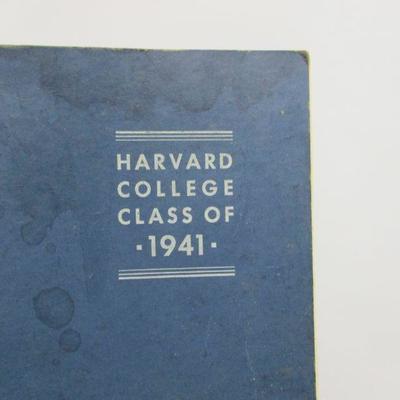 HARVARD
COLLEGE
CLASS OF
· 1941 ·